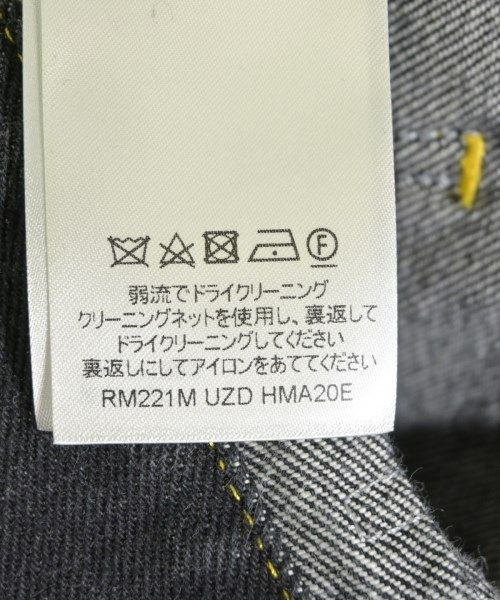 F
弱流でドライクリーニング
クリーニングネットを使用し、裏返して
ドライクリーニングしてください
裏返しにしてアイロンをあててください
RM221M UZD HMA20E